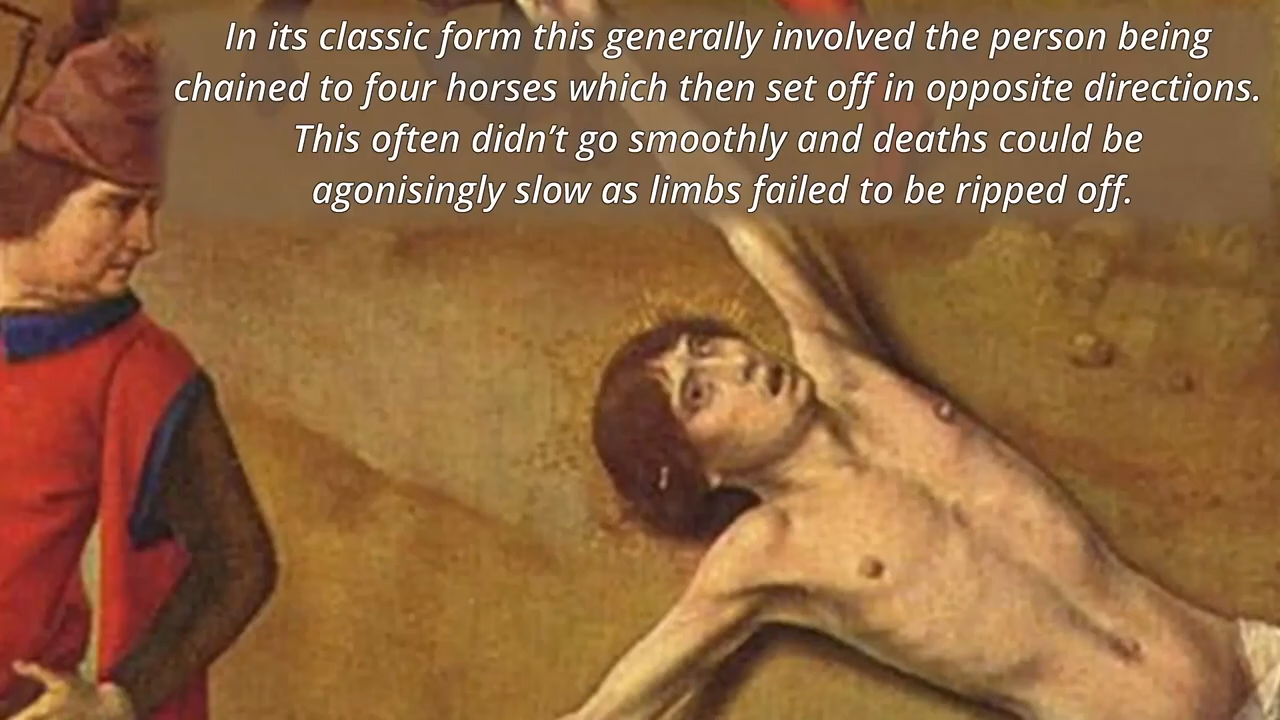 In its classic form this generally involved the person being
chained to four horses which then set off in opposite directions.
This often didn’t go smoothly and deaths could be
agonisingly slow as limbs failed to be ripped off.